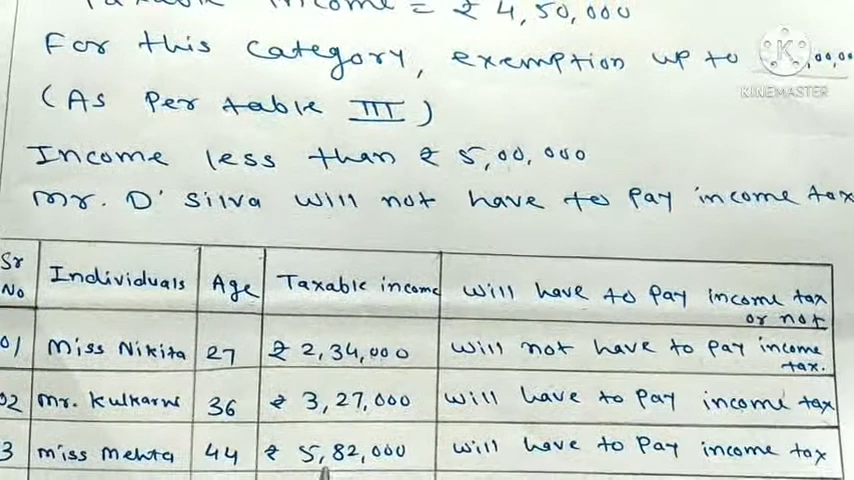 Taxable income = ₹ 4,50,000
For this category, exemption up to
(As per table III)
Income less than ₹ 5,00,000
Mr. D'silva will not have to pay income tax
Sr No | Individuals | Age | Taxable income | will have to pay income tax or not
01 | Miss Nikita | 27 | ₹ 2,34,000 | will not have to pay income tax.
02 | Mr. Kulkarni | 36 | ₹ 3,27,000 | will have to pay income tax
3 | Miss Mehta | 44 | ₹ 5,82,000 | will have to pay income tax
KINEMASTER